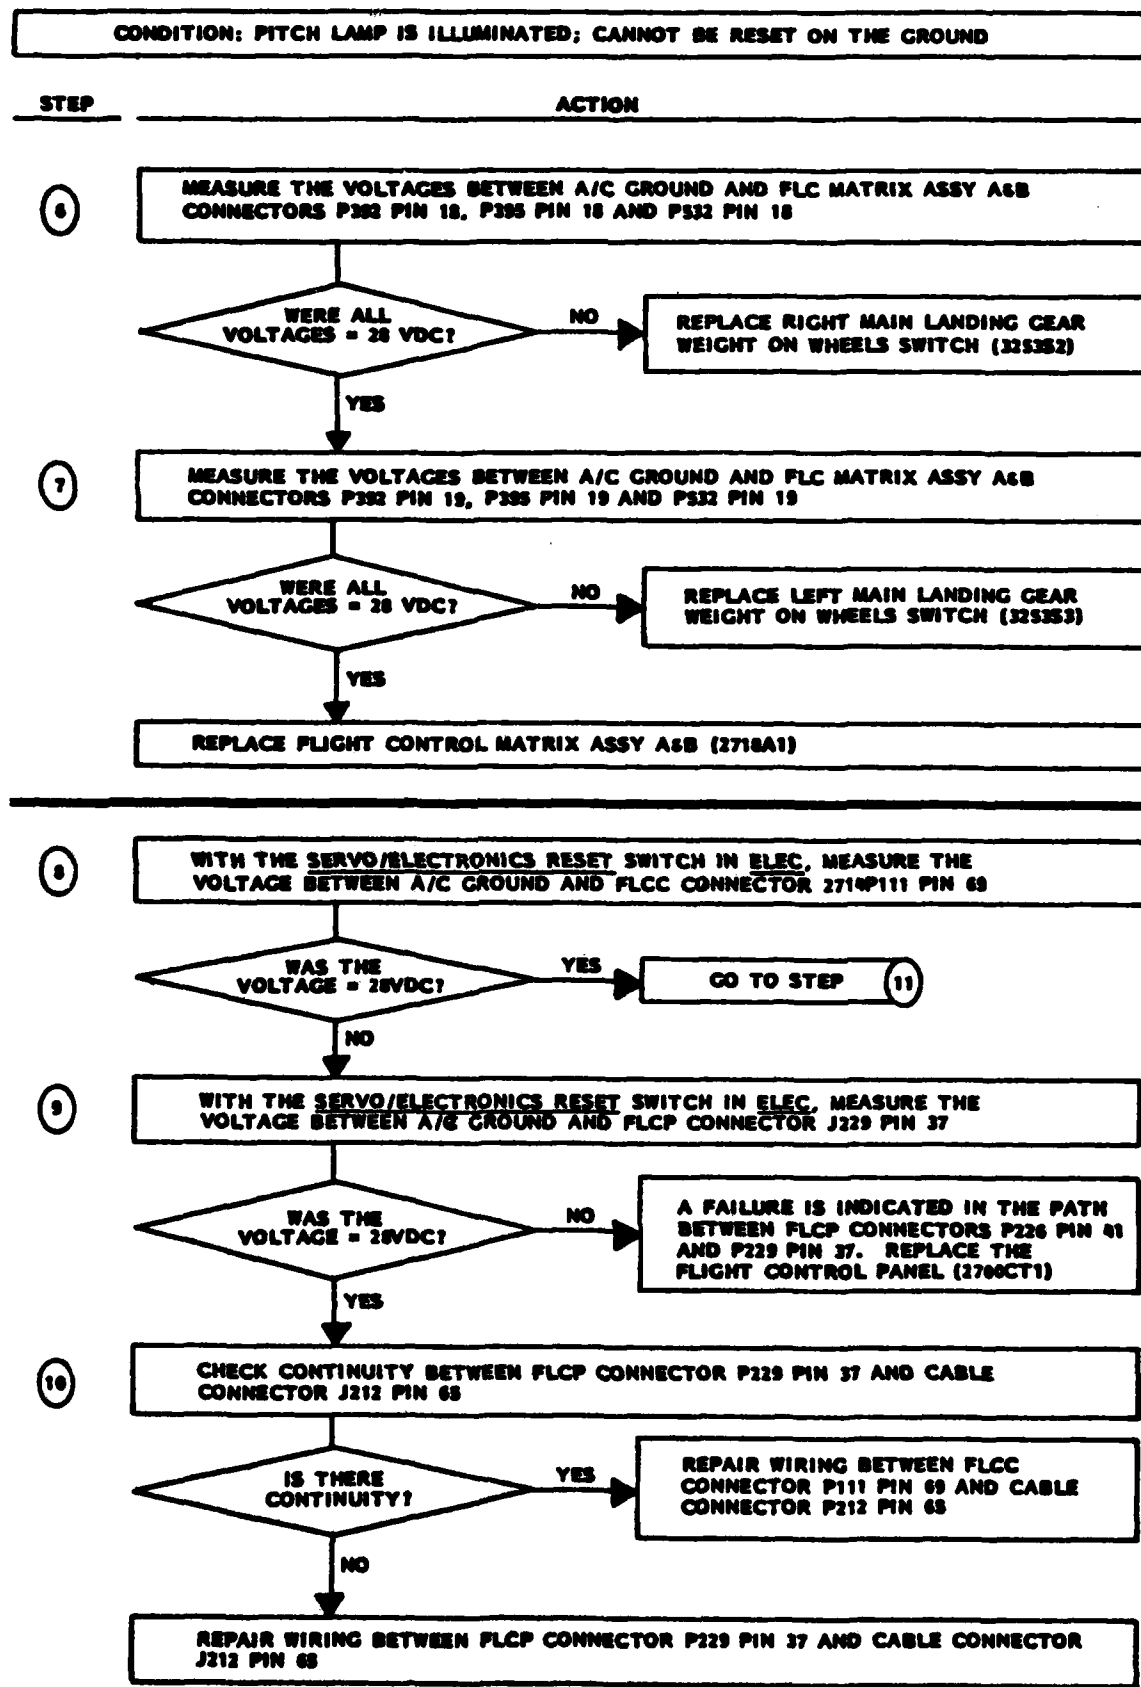 CONDITION: PITCH LAMP IS ILLUMINATED; CANNOT BE RESET ON THE GROUND
STEP
ACTION
6
MEASURE THE VOLTAGES BETWEEN A/C GROUND AND FLC MATRIX ASSY A&B
CONNECTORS P392 PIN 18, P395 PIN 18 AND P532 PIN 18
WERE ALL
VOLTAGES = 28 VDC?
NO
REPLACE RIGHT MAIN LANDING GEAR
WEIGHT ON WHEELS SWITCH (3253S2)
YES
7
MEASURE THE VOLTAGES BETWEEN A/C GROUND AND FLC MATRIX ASSY A&B
CONNECTORS P392 PIN 19, P395 PIN 19 AND P532 PIN 19
WERE ALL
VOLTAGES = 28 VDC?
NO
REPLACE LEFT MAIN LANDING GEAR
WEIGHT ON WHEELS SWITCH (3253S3)
YES
REPLACE FLIGHT CONTROL MATRIX ASSY A&B (2718A1)
8
WITH THE SERVO/ELECTRONICS RESET SWITCH IN ELEC, MEASURE THE
VOLTAGE BETWEEN A/C GROUND AND FLCC CONNECTOR 2714P111 PIN 69
WAS THE
VOLTAGE = 28VDC?
YES
GO TO STEP 11
NO
9
WITH THE SERVO/ELECTRONICS RESET SWITCH IN ELEC, MEASURE THE
VOLTAGE BETWEEN A/C GROUND AND FLCP CONNECTOR J229 PIN 37
WAS THE
VOLTAGE = 28VDC?
NO
A FAILURE IS INDICATED IN THE PATH
BETWEEN FLCP CONNECTORS P226 PIN 41
AND P229 PIN 37. REPLACE THE
FLIGHT CONTROL PANEL (2700CT1)
YES
10
CHECK CONTINUITY BETWEEN FLCP CONNECTOR P229 PIN 37 AND CABLE
CONNECTOR J212 PIN 65
IS THERE
CONTINUITY?
YES
REPAIR WIRING BETWEEN FLCC
CONNECTOR P111 PIN 69 AND CABLE
CONNECTOR P212 PIN 65
NO
REPAIR WIRING BETWEEN FLCP CONNECTOR P229 PIN 37 AND CABLE CONNECTOR
J212 PIN 65